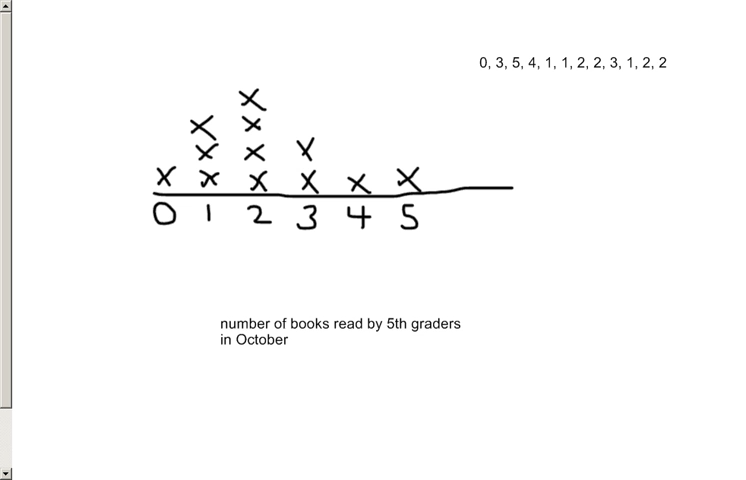 0, 3, 5, 4, 1, 1, 2, 2, 3, 1, 2, 2
X
X X
X X X X
X X X X X X
0 1 2 3 4 5
number of books read by 5th graders
in October